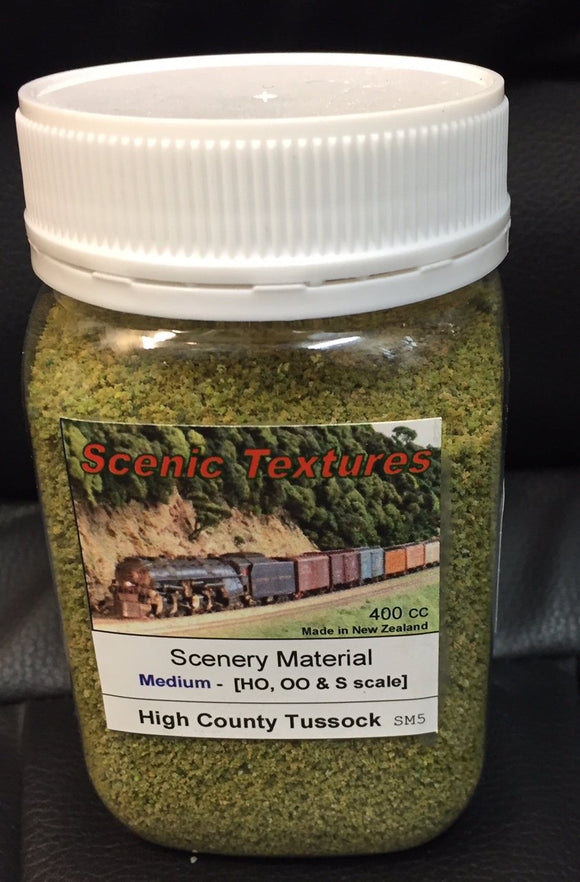 Scenic Textures
400 cc
Made in New Zealand
Scenery Material
Medium - [HO, OO & S scale]
High County Tussock SM5